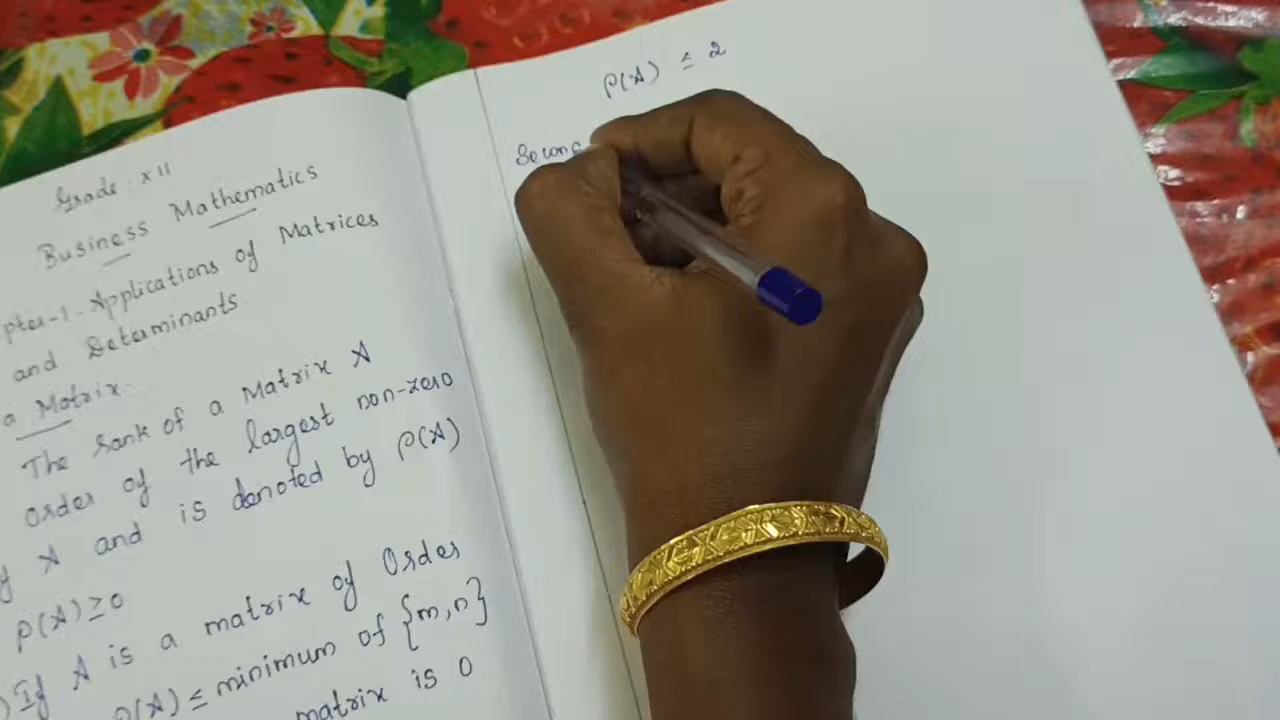 Grade : XII
Business Mathematics
pter-1. Applications of Matrices
and Determinants
a Matrix.
The rank of a Matrix A
order of the largest non-zero
A and is denoted by ρ(A)
ρ(A) ≥ 0
If A is a matrix of Order
ρ(A) ≤ minimum of {m,n}
matrix is 0
ρ(A) ≤ 2
Secon